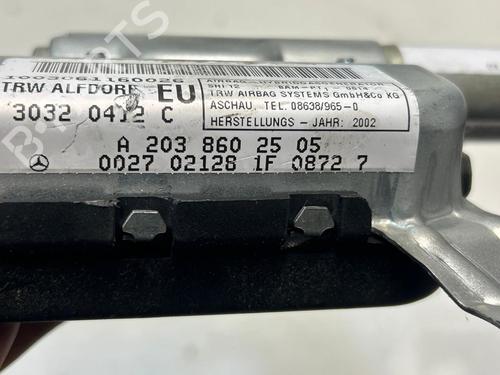 TRW ALFDORF EU
3032 0412 C
TRW AIRBAG SYSTEMS GmbH&Co KG
ASCHAU, TEL. 08638/965-0
HERSTELLUNGS - JAHR: 2002
A 203 860 25 05
0027 02128 1F 0872 7